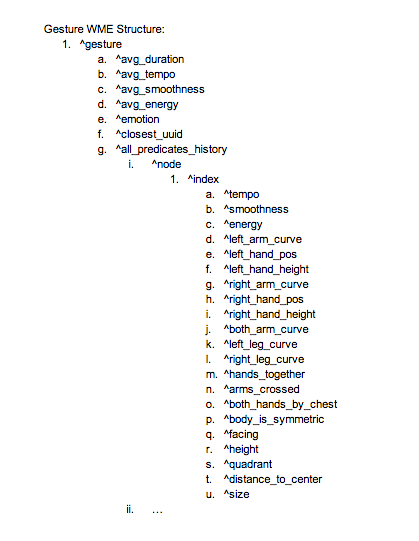 Gesture WME Structure:
1. ^gesture
a. ^avg_duration
b. ^avg_tempo
c. ^avg_smoothness
d. ^avg_energy
e. ^emotion
f. ^closest_uuid
g. ^all_predicates_history
i. ^node
1. ^index
a. ^tempo
b. ^smoothness
c. ^energy
d. ^left_arm_curve
e. ^left_hand_pos
f. ^left_hand_height
g. ^right_arm_curve
h. ^right_hand_pos
i. ^right_hand_height
j. ^both_arm_curve
k. ^left_leg_curve
l. ^right_leg_curve
m. ^hands_together
n. ^arms_crossed
o. ^both_hands_by_chest
p. ^body_is_symmetric
q. ^facing
r. ^height
s. ^quadrant
t. ^distance_to_center
u. ^size
ii. ...